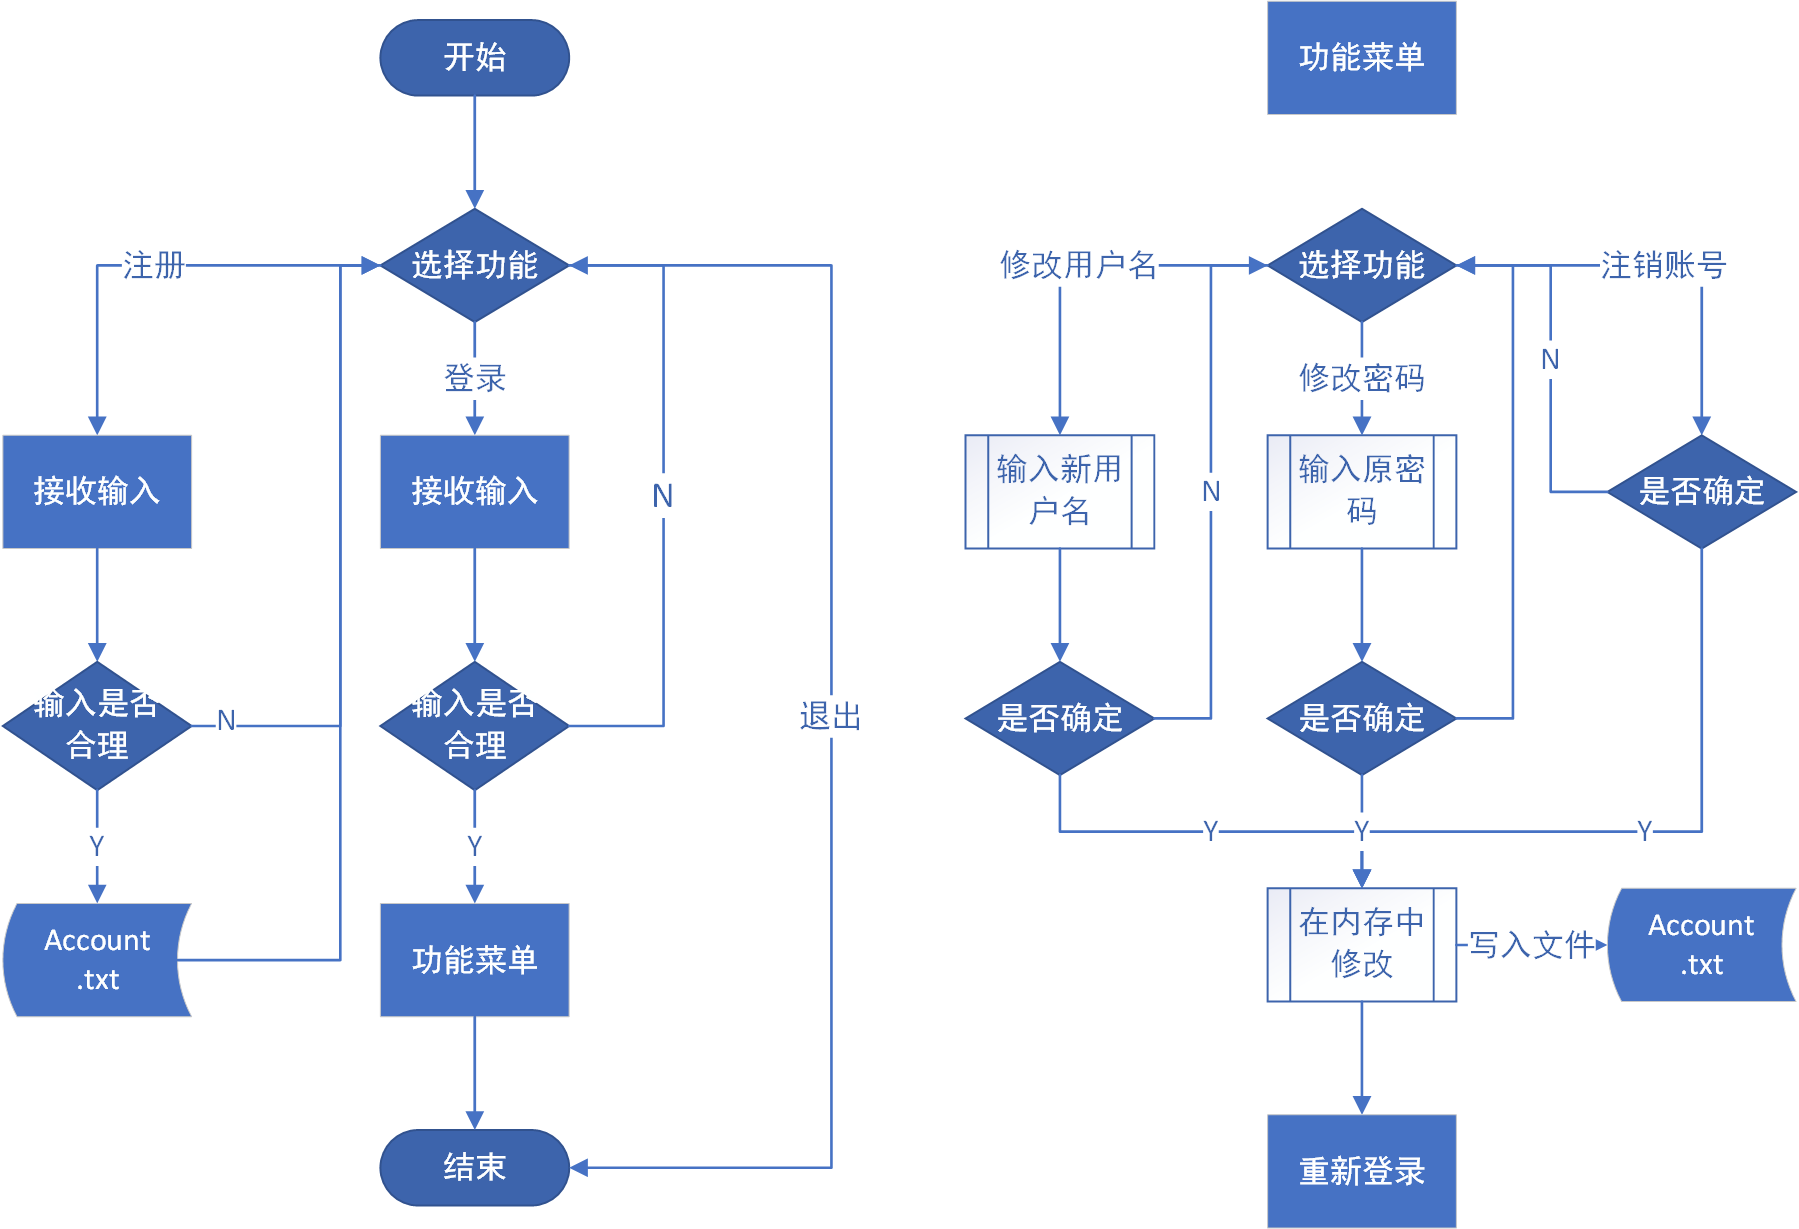 开始
选择功能
注册
登录
退出
接收输入
接收输入
N
输入是否
合理
N
输入是否
合理
Y
Y
Account
.txt
功能菜单
结束
功能菜单
选择功能
修改用户名
修改密码
注销账号
N
输入新用
户名
N
输入原密
码
是否确定
是否确定
是否确定
Y
Y
Y
在内存中
修改
写入文件
Account
.txt
重新登录